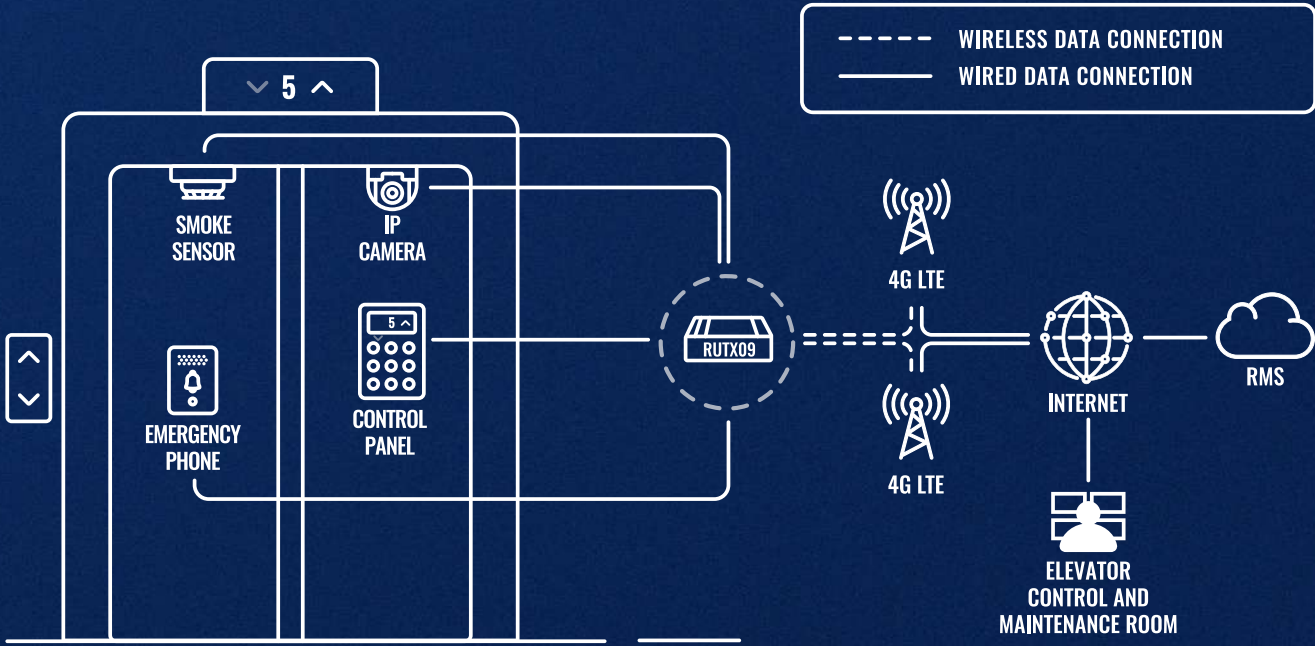 WIRELESS DATA CONNECTION
WIRED DATA CONNECTION
5
SMOKE
SENSOR
IP
CAMERA
5
EMERGENCY
PHONE
CONTROL
PANEL
RUTX09
4G LTE
4G LTE
INTERNET
RMS
ELEVATOR
CONTROL AND
MAINTENANCE ROOM